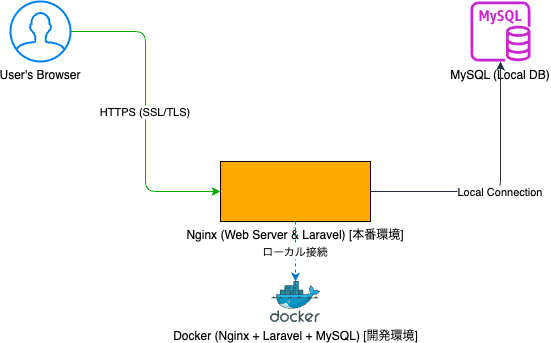 MySQL
User's Browser
MySQL (Local DB)
HTTPS (SSL/TLS)
Local Connection
Nginx (Web Server & Laravel) [本番環境]
ローカル接続
docker
Docker (Nginx + Laravel + MySQL) [開発環境]